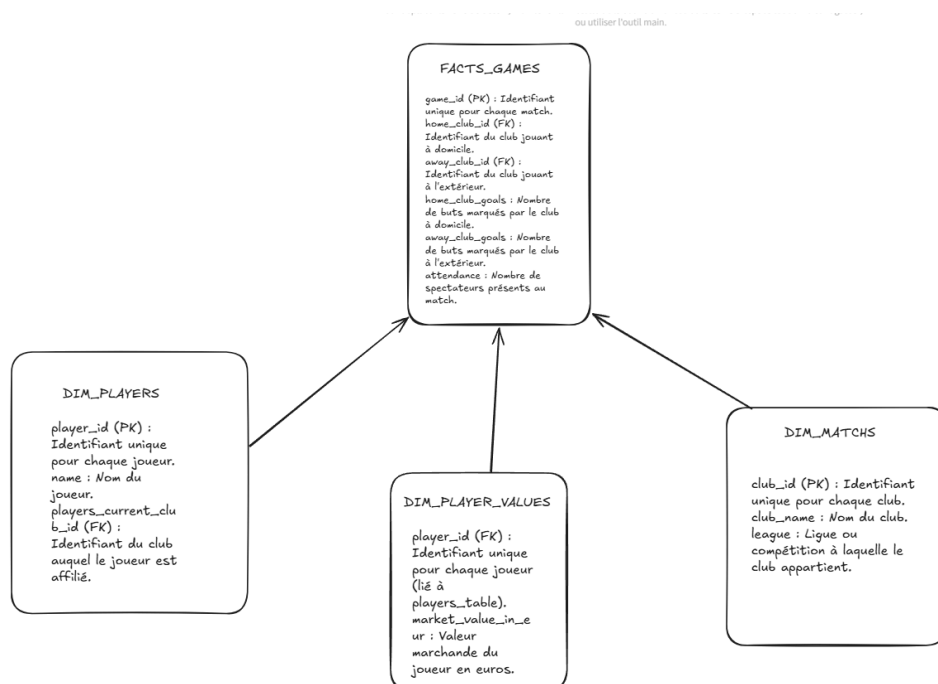 ou utiliser l'outil main.
FACTS_GAMES
game_id (PK) : Identifiant
unique pour chaque match.
home_club_id (FK) :
Identifiant du club jouant
à domicile.
away_club_id (FK) :
Identifiant du club jouant
à l'extérieur.
home_club_goals : Nombre
de buts marqués par le club
à domicile.
away_club_goals : Nombre
de buts marqués par le club
à l'extérieur.
attendance : Nombre de
spectateurs présents au
match.
DIM_PLAYERS
player_id (PK) :
Identifiant unique
pour chaque joueur.
name : Nom du
joueur.
players_current_clu
b_id (FK) :
Identifiant du club
auquel le joueur est
affilié.
DIM_PLAYER_VALUES
player_id (FK) :
Identifiant unique
pour chaque joueur
(lié à
players_table).
market_value_in_e
ur : Valeur
marchande du
joueur en euros.
DIM_MATCHS
club_id (PK) : Identifiant
unique pour chaque club.
club_name : Nom du club.
league : Ligue ou
compétition à laquelle le
club appartient.